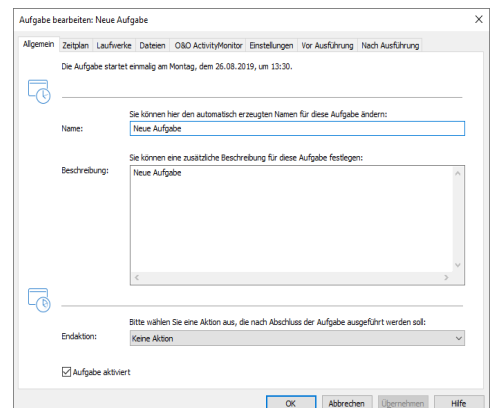 Aufgabe bearbeiten: Neue Aufgabe
Allgemein Zeitplan Laufwerke Dateien O&O ActivityMonitor Einstellungen Vor Ausführung Nach Ausführung
Die Aufgabe startet einmalig am Montag, dem 26.08.2019, um 13:30.
Sie können hier den automatisch erzeugten Namen für diese Aufgabe ändern:
Name: Neue Aufgabe
Sie können eine zusätzliche Beschreibung für diese Aufgabe festlegen:
Beschreibung: Neue Aufgabe
Bitte wählen Sie eine Aktion aus, die nach Abschluss der Aufgabe ausgeführt werden soll:
Endaktion: Keine Aktion
Aufgabe aktiviert
OK Abbrechen Übernehmen Hilfe